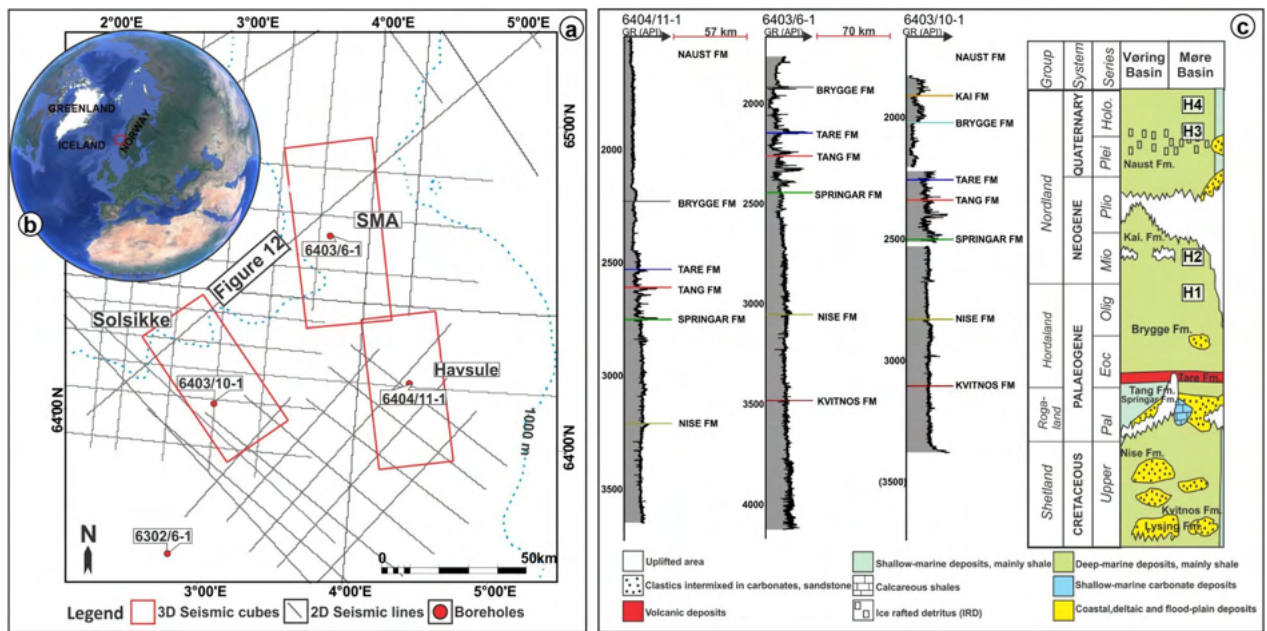 2°00'E 3°00'E 4°00'E 5°00'E
a
65°00'N
GREENLAND
ICELAND
NORWAY
b
SMA
6403/6-1
Figure 12
Solsikke
6403/10-1
Havsule
6404/11-1
64°00'N
1000 m
64°00'N
N
6302/6-1
0 50km
3°00'E 4°00'E 5°00'E
Legend 3D Seismic cubes 2D Seismic lines Boreholes
c
6404/11-1 57 km 6403/6-1 70 km 6403/10-1
GR (API) GR (API) GR (API)
NAUST FM
2000
2500
3000
3500
BRYGGE FM
TARE FM
TANG FM
SPRINGAR FM
NISE FM
2000
2500
3000
3500
4000
BRYGGE FM
TARE FM
TANG FM
SPRINGAR FM
NISE FM
KVITNOS FM
2000
2500
3000
(3500)
NAUST FM
KAI FM
BRYGGE FM
TARE FM
TANG FM
SPRINGAR FM
NISE FM
KVITNOS FM
Group System Series
Vøring Basin
Møre Basin
Nordland
Hordaland
Roga-
land
Shetland
QUATERNARY
NEOGENE
PALAEOGENE
CRETACEOUS
Holo.
Plei
Plio
Mio
Olig
Eoc
Pal
Upper
H4
H3
Naust Fm.
Kai. Fm.
H2
H1
Brygge Fm.
Tare Fm.
Tang Fm.
Springar Fm.
Nise Fm.
Kvitnos Fm.
Lysing Fm.
Uplifted area
Clastics intermixed in carbonates, sandstone
Volcanic deposits
Shallow-marine deposits, mainly shale
Calcareous shales
Ice rafted detritus (IRD)
Deep-marine deposits, mainly shale
Shallow-marine carbonate deposits
Coastal,deltaic and flood-plain deposits